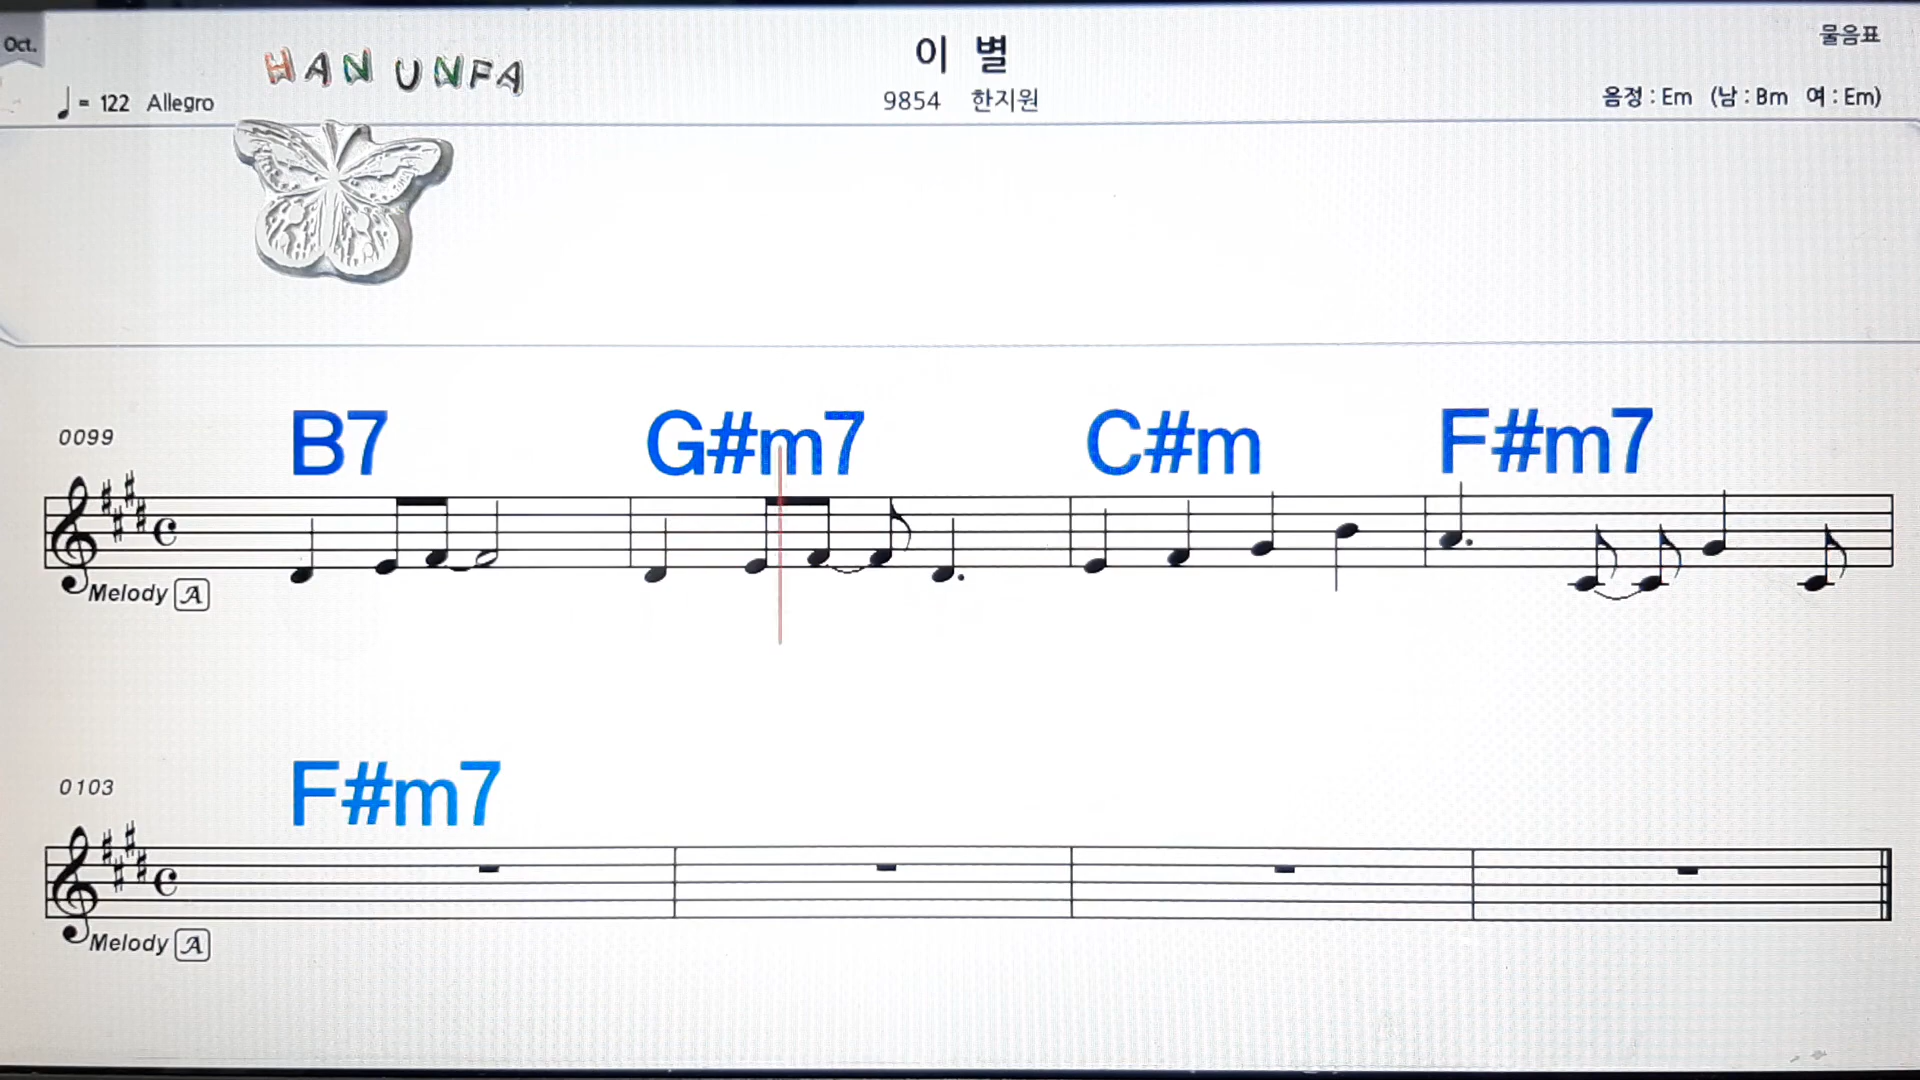 Oct.
HAN UNFA
이 별
물음표
♩ = 122 Allegro
9854 한지원
음정 : Em (남 : Bm 여 : Em)
B7 G#m7 C#m F#m7
0099
Melody A
F#m7
0103
Melody A